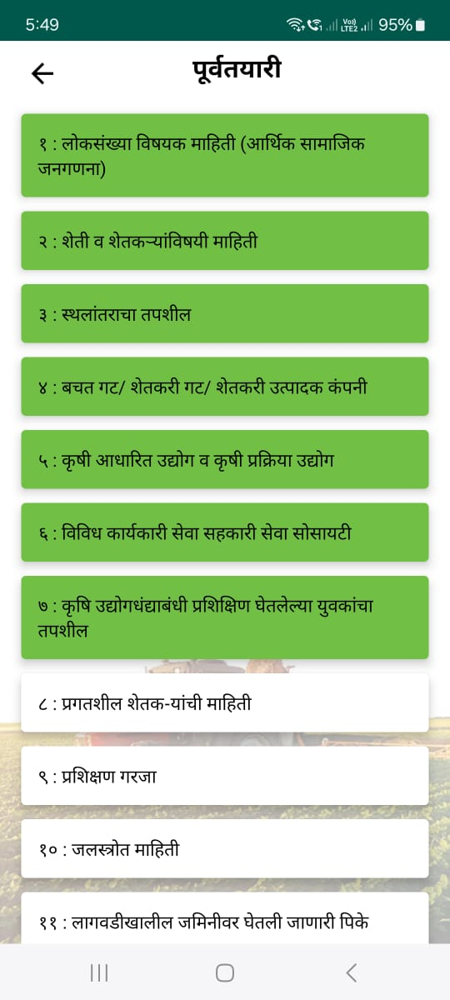 5:49
Vo)) LTE2 95%
पूर्वतयारी
१ : लोकसंख्या विषयक माहिती (आर्थिक सामाजिक
जनगणना)
२ : शेती व शेतकऱ्यांविषयी माहिती
३ : स्थलांतराचा तपशील
४ : बचत गट/ शेतकरी गट/ शेतकरी उत्पादक कंपनी
५ : कृषी आधारित उद्योग व कृषी प्रक्रिया उद्योग
६ : विविध कार्यकारी सेवा सहकारी सेवा सोसायटी
७ : कृषि उद्योगधंद्याबंधी प्रशिक्षिण घेतलेल्या युवकांचा
तपशील
८ : प्रगतशील शेतक-यांची माहिती
९ : प्रशिक्षण गरजा
१० : जलस्त्रोत माहिती
११ : लागवडीखालील जमिनीवर घेतली जाणारी पिके